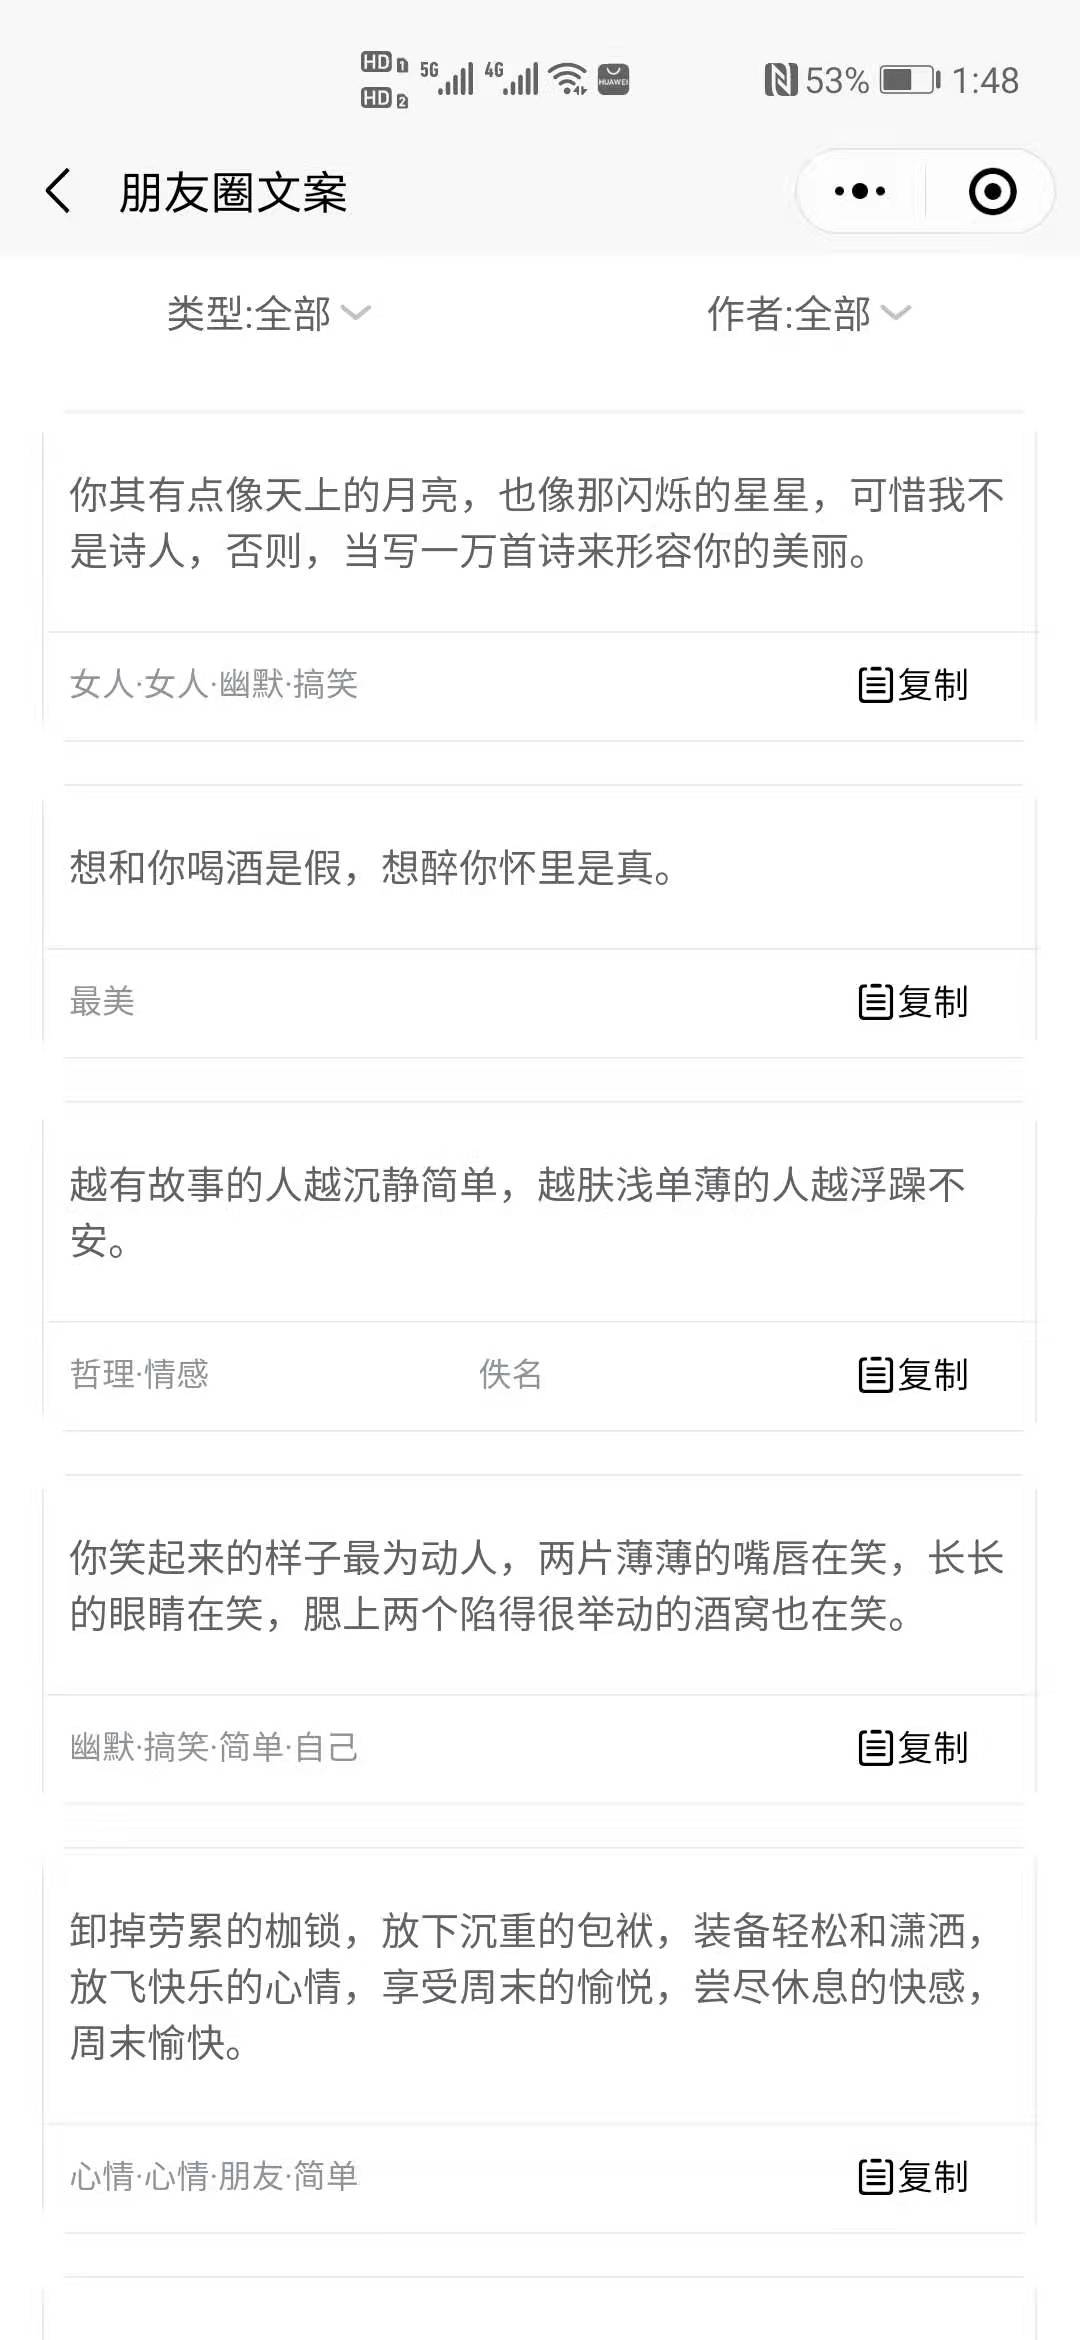 HD 1 5G 4G HUAWEI 53% 1:48
HD 2
朋友圈文案
类型:全部 作者:全部
你其有点像天上的月亮，也像那闪烁的星星，可惜我不
是诗人，否则，当写一万首诗来形容你的美丽。
女人·女人·幽默·搞笑 复制
想和你喝酒是假，想醉你怀里是真。
最美 复制
越有故事的人越沉静简单，越肤浅单薄的人越浮躁不
安。
哲理·情感 佚名 复制
你笑起来的样子最为动人，两片薄薄的嘴唇在笑，长长
的眼睛在笑，腮上两个陷得很举动的酒窝也在笑。
幽默·搞笑·简单·自己 复制
卸掉劳累的枷锁，放下沉重的包袱，装备轻松和潇洒，
放飞快乐的心情，享受周末的愉悦，尝尽休息的快感，
周末愉快。
心情·心情·朋友·简单 复制